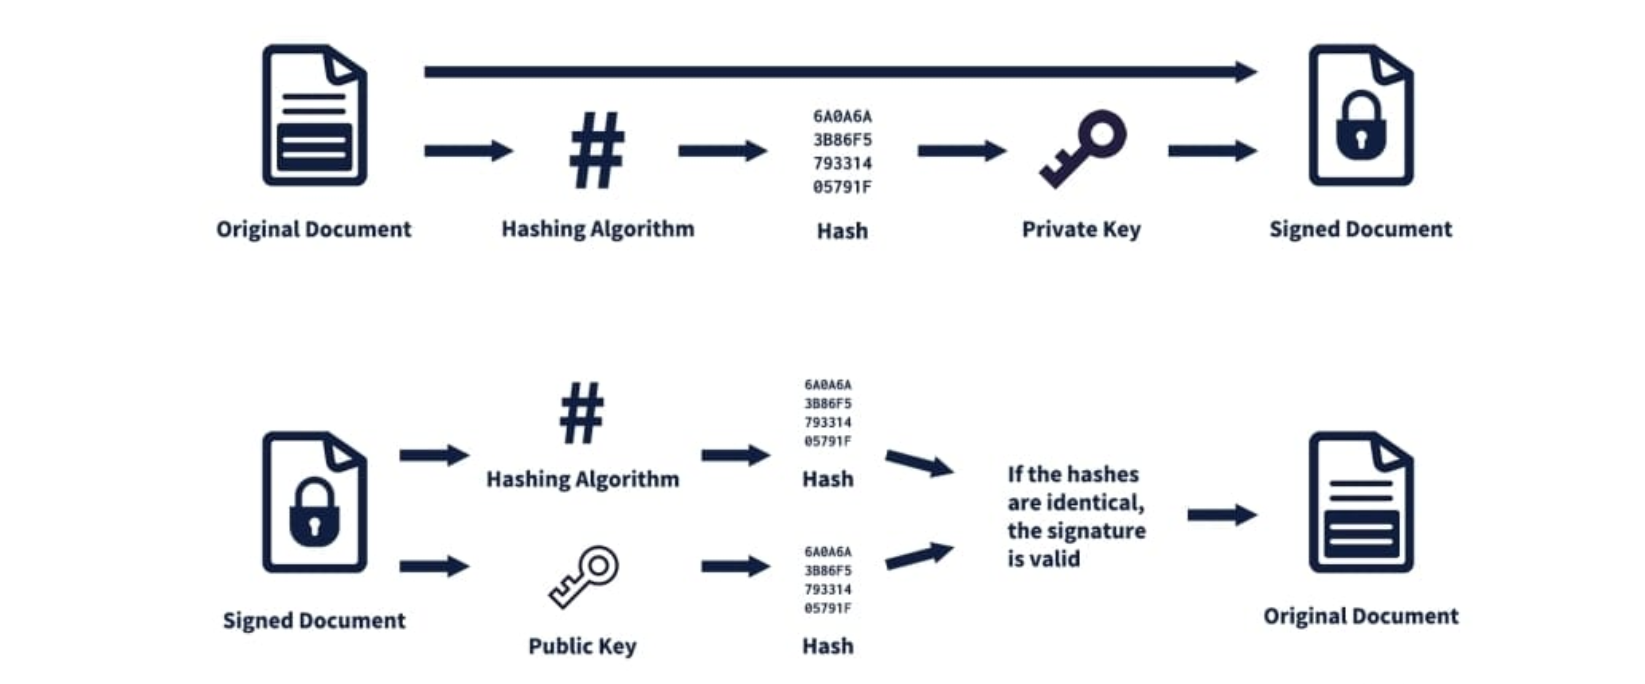 6A0A6A
3B86F5
793314
05791F
Original Document
Hashing Algorithm
Hash
Private Key
Signed Document
#
6A0A6A
3B86F5
793314
05791F
#
Hashing Algorithm
Hash
If the hashes
are identical,
the signature
is valid
6A0A6A
3B86F5
793314
05791F
Signed Document
Public Key
Hash
Original Document